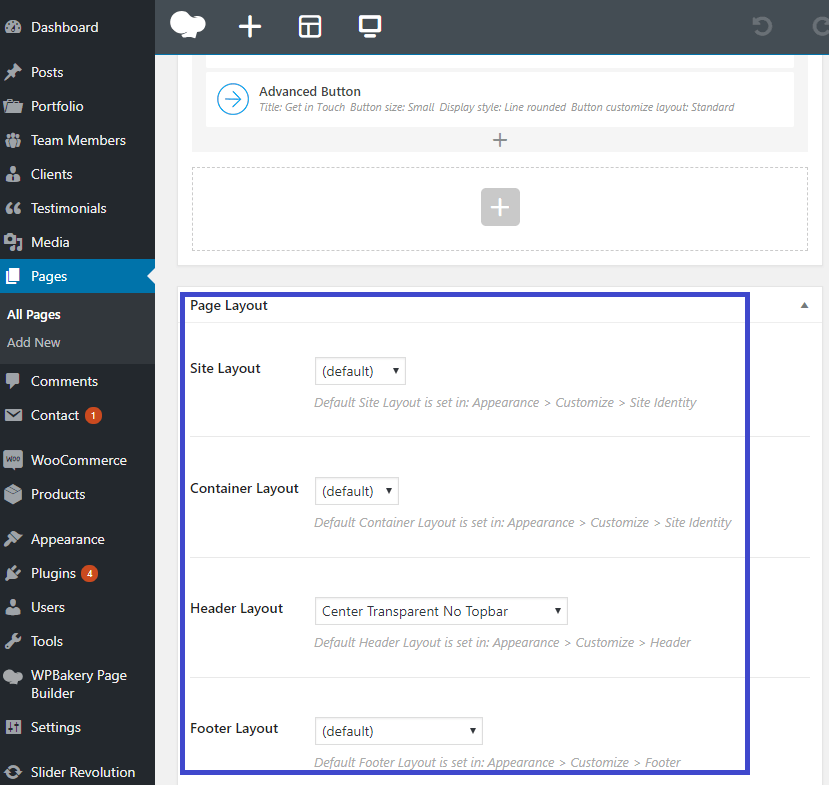 Dashboard
Posts
Portfolio
Team Members
Clients
Testimonials
Media
Pages
All Pages
Add New
Comments
Contact 1
WOO WooCommerce
Products
Appearance
Plugins 4
Users
Tools
WPBakery Page
Builder
Settings
Slider Revolution
Advanced Button
Title: Get in Touch Button size: Small Display style: Line rounded Button customize layout: Standard
Page Layout
Site Layout (default)
Default Site Layout is set in: Appearance > Customize > Site Identity
Container Layout (default)
Default Container Layout is set in: Appearance > Customize > Site Identity
Header Layout Center Transparent No Topbar
Default Header Layout is set in: Appearance > Customize > Header
Footer Layout (default)
Default Footer Layout is set in: Appearance > Customize > Footer